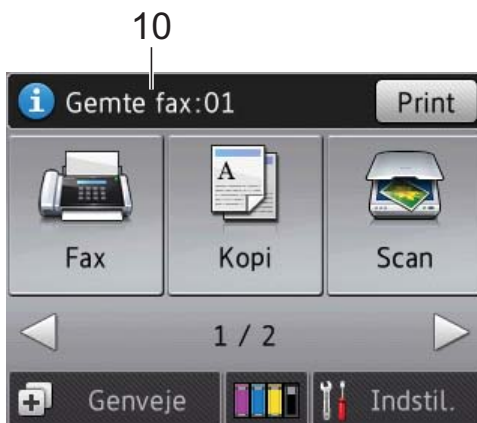 10
Gemte fax:01
Print
Fax
Kopi
Scan
1 / 2
Genveje
Indstil.